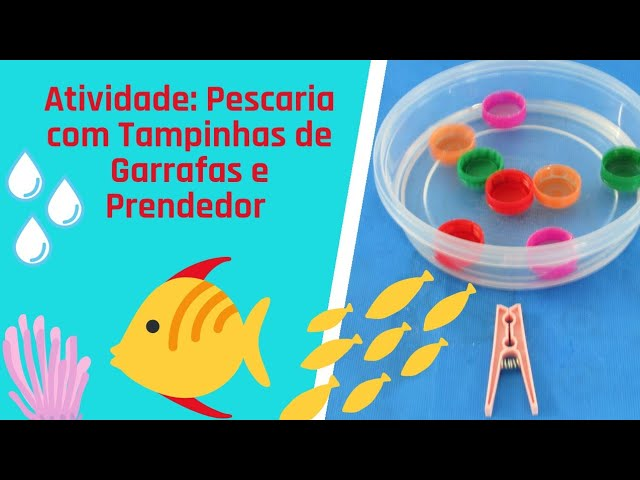 Atividade: Pescaria
com Tampinhas de
Garrafas e
Prendedor